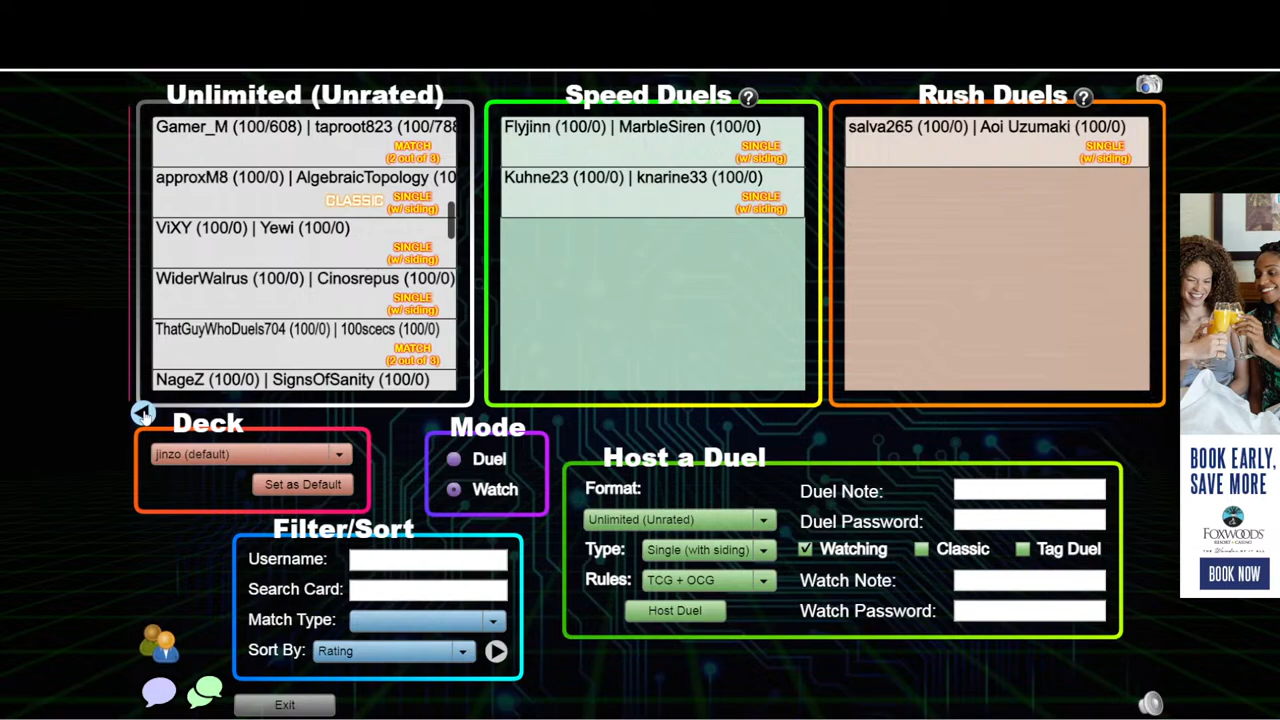 Unlimited (Unrated)
Gamer_M (100/608) | taproot823 (100/788
MATCH
(2 out of 3)
approxM8 (100/0) | AlgebraicTopology (10
CLASSIC SINGLE
(w/ siding)
ViXY (100/0) | Yewi (100/0)
SINGLE
(w/ siding)
WiderWalrus (100/0) | Cinosrepus (100/0)
SINGLE
(w/ siding)
ThatGuyWhoDuels704 (100/0) | 100scecs (100/0)
MATCH
(2 out of 3)
NageZ (100/0) | SignsOfSanity (100/0)
Speed Duels ?
Flyjinn (100/0) | MarbleSiren (100/0)
SINGLE
(w/ siding)
Kuhne23 (100/0) | knarine33 (100/0)
SINGLE
(w/ siding)
Rush Duels ?
salva265 (100/0) | Aoi Uzumaki (100/0)
SINGLE
(w/ siding)
Deck
jinzo (default)
Set as Default
Mode
Duel
Watch
Filter/Sort
Username:
Search Card:
Match Type:
Sort By: Rating
Exit
Host a Duel
Format:
Unlimited (Unrated)
Type: Single (with siding)
Rules: TCG + OCG
Host Duel
Duel Note:
Duel Password:
Watching Classic Tag Duel
Watch Note:
Watch Password:
BOOK EARLY,
SAVE MORE
FOXWOODS
RESORT • CASINO
BOOK NOW